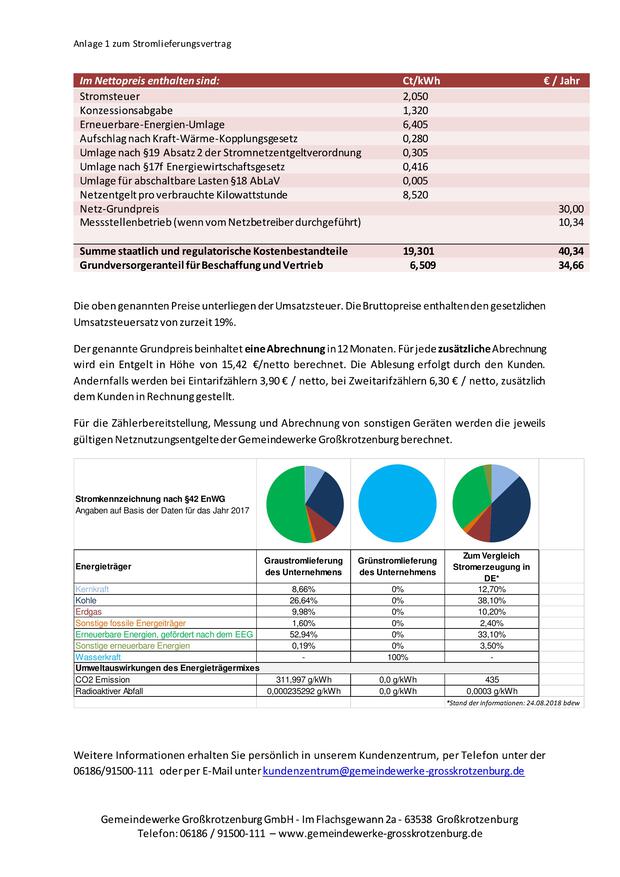 Anlage 1 zum Stromlieferungsvertrag
Im Nettopreis enthalten sind: Ct/kWh € / Jahr
Stromsteuer 2,050
Konzessionsabgabe 1,320
Erneuerbare-Energien-Umlage 6,405
Aufschlag nach Kraft-Wärme-Kopplungsgesetz 0,280
Umlage nach §19 Absatz 2 der Stromnetzentgeltverordnung 0,305
Umlage nach §17f Energiewirtschaftsgesetz 0,416
Umlage für abschaltbare Lasten §18 AbLaV 0,005
Netzentgelt pro verbrauchte Kilowattstunde 8,520
Netz-Grundpreis 30,00
Messstellenbetrieb (wenn vom Netzbetreiber durchgeführt) 10,34
Summe staatlich und regulatorische Kostenbestandteile 19,301 40,34
Grundversorgeranteil für Beschaffung und Vertrieb 6,509 34,66
Die oben genannten Preise unterliegen der Umsatzsteuer. Die Bruttopreise enthalten den gesetzlichen
Umsatzsteuersatz von zurzeit 19%.
Der genannte Grundpreis beinhaltet eine Abrechnung in 12 Monaten. Für jede zusätzliche Abrechnung
wird ein Entgelt in Höhe von 15,42 €/netto berechnet. Die Ablesung erfolgt durch den Kunden.
Andernfalls werden bei Eintarifzählern 3,90 € / netto, bei Zweitarifzählern 6,30 € / netto, zusätzlich
dem Kunden in Rechnung gestellt.
Für die Zählerbereitstellung, Messung und Abrechnung von sonstigen Geräten werden die jeweils
gültigen Netznutzungsentgelte der Gemeindewerke Großkrotzenburg berechnet.
Stromkennzeichnung nach §42 EnWG
Angaben auf Basis der Daten für das Jahr 2017
Energieträger Graustromlieferung des Unternehmens Grünstromlieferung des Unternehmens Zum Vergleich Stromerzeugung in DE*
Kernkraft 8,66% 0% 12,70%
Kohle 26,64% 0% 38,10%
Erdgas 9,98% 0% 10,20%
Sonstige fossile Energeiträger 1,60% 0% 2,40%
Erneuerbare Energien, gefördert nach dem EEG 52,94% 0% 33,10%
Sonstige erneuerbare Energien 0,19% 0% 3,50%
Wasserkraft - 100% -
Umweltauswirkungen des Energieträgermixes
CO2 Emission 311,997 g/kWh 0,0 g/kWh 435
Radioaktiver Abfall 0,000235292 g/kWh 0,0 g/kWh 0,0003 g/kWh
*Stand der Informationen: 24.08.2018 bdew
Weitere Informationen erhalten Sie persönlich in unserem Kundenzentrum, per Telefon unter der
06186/91500-111 oder per E-Mail unter kundenzentrum@gemeindewerke-grosskrotzenburg.de
Gemeindewerke Großkrotzenburg GmbH - Im Flachsgewann 2a - 63538 Großkrotzenburg
Telefon: 06186 / 91500-111 – www.gemeindewerke-grosskrotzenburg.de